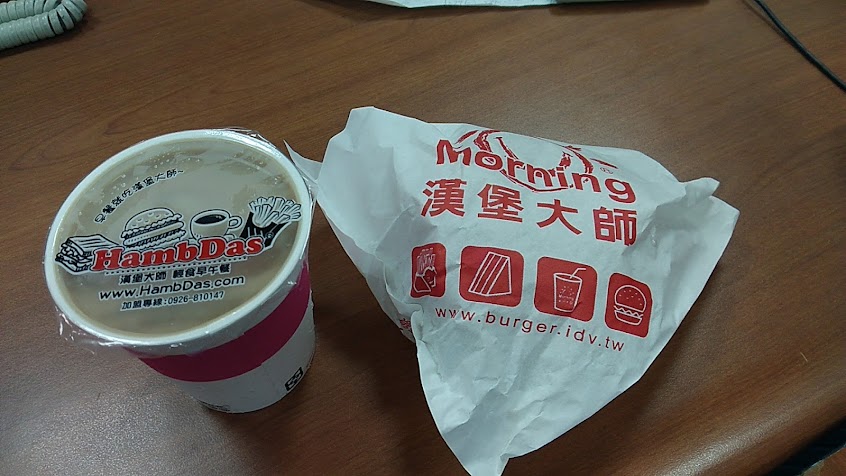 早餐就吃漢堡大師~
HambDas
漢堡大師 輕食早午餐
www.HambDas.com
加盟專線:0926-810147
Morning
漢堡大師
www.burger.idv.tw